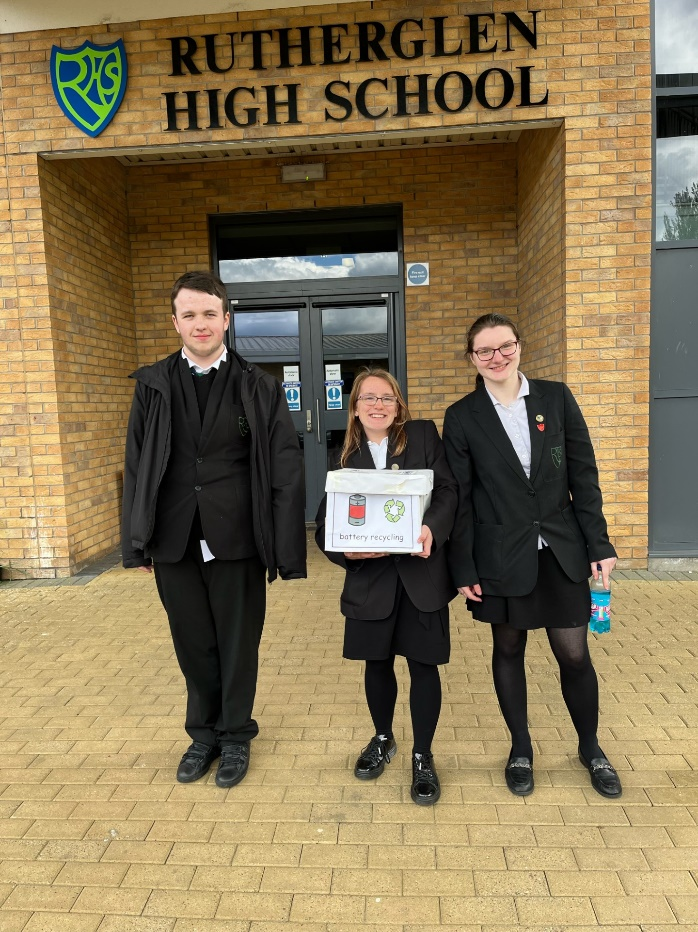 RHS
RUTHERGLEN
HIGH SCHOOL
battery recycling